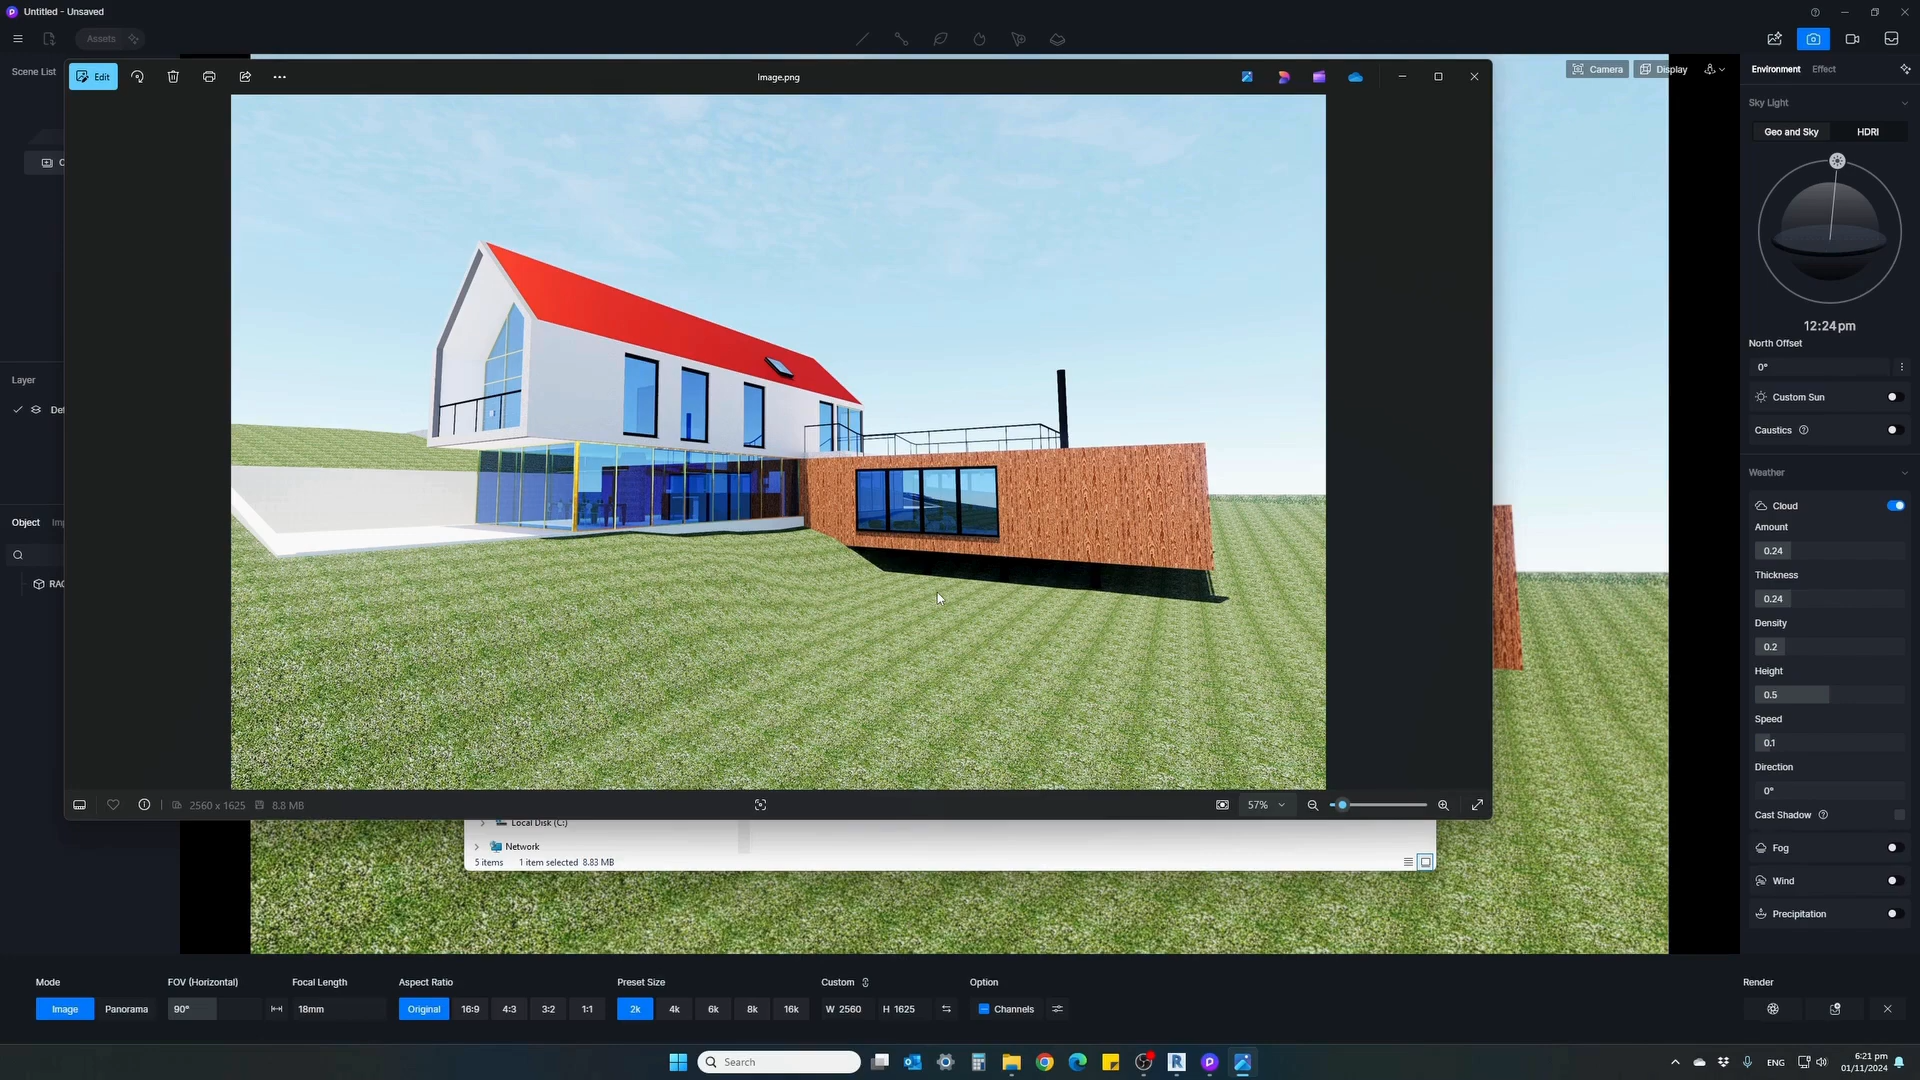 Untitled - Unsaved
Assets
Scene List
Edit
Image.png
Camera
Display
Environment
Effect
Sky Light
Geo and Sky
HDRI
12:24pm
North Offset
0°
Custom Sun
Caustics
Weather
Cloud
Amount
0.24
Thickness
0.24
Density
0.2
Height
0.5
Speed
0.1
Direction
0°
Cast Shadow
Fog
Wind
Precipitation
Layer
Object
2560 x 1625
8.8 MB
57%
Local Disk (C:)
Network
5 items
1 item selected 8.83 MB
Mode
FOV (Horizontal)
Focal Length
Aspect Ratio
Preset Size
Custom
Option
Render
Image
Panorama
90°
18mm
Original
16:9
4:3
3:2
1:1
2k
4k
6k
8k
16k
W 2560
H 1625
Channels
Search
ENG
6:21 pm
01/11/2024